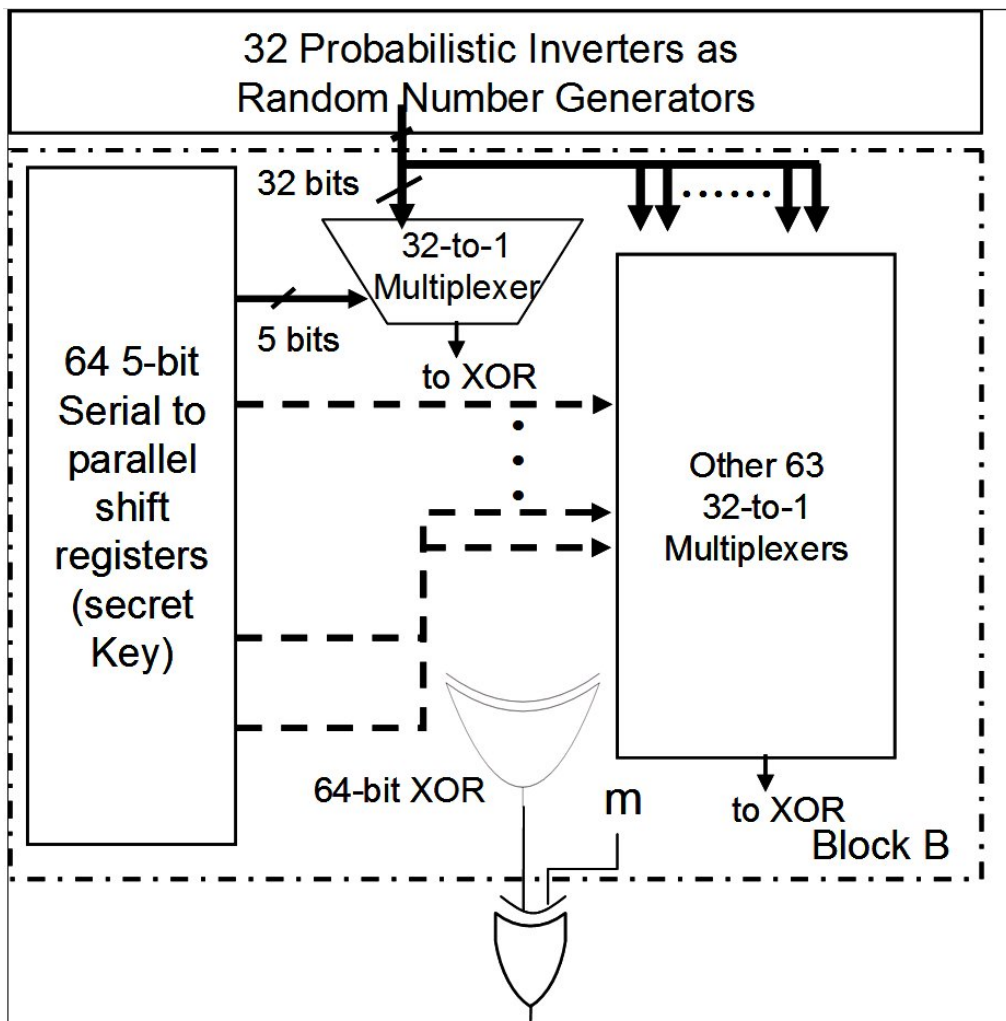 32 Probabilistic Inverters as
Random Number Generators
32 bits
32-to-1
Multiplexer
5 bits
to XOR
64 5-bit
Serial to
parallel
shift
registers
(secret
Key)
Other 63
32-to-1
Multiplexers
64-bit XOR
m
to XOR
Block B